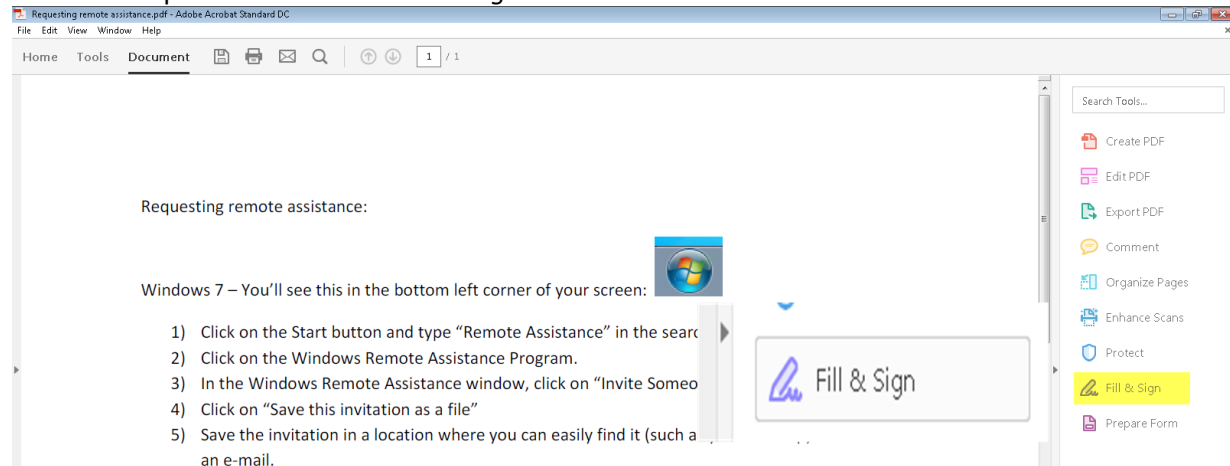 Requesting remote assistance.pdf - Adobe Acrobat Standard DC
File Edit View Window Help
Home Tools Document 1 / 1
Search Tools...
Create PDF
Edit PDF
Export PDF
Comment
Organize Pages
Enhance Scans
Protect
Fill & Sign
Prepare Form
Requesting remote assistance:
Windows 7 – You'll see this in the bottom left corner of your screen:
1) Click on the Start button and type “Remote Assistance” in the
2) Click on the Windows Remote Assistance Program.
3) In the Windows Remote Assistance window, click on “Invite
4) Click on “Save this invitation as a file”
5) Save the invitation in a location where you can easily find it (such
an e-mail.
Fill & Sign